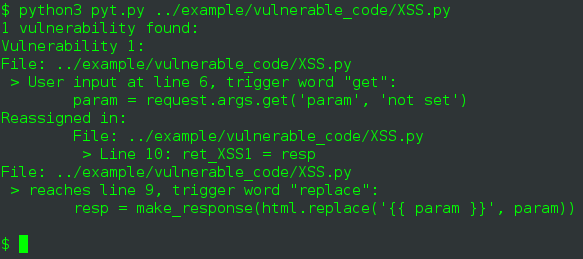 $ python3 pyt.py ../example/vulnerable_code/XSS.py
1 vulnerability found:
Vulnerability 1:
File: ../example/vulnerable_code/XSS.py
 > User input at line 6, trigger word "get":
        param = request.args.get('param', 'not set')
Reassigned in:
        File: ../example/vulnerable_code/XSS.py
         > Line 10: ret_XSS1 = resp
File: ../example/vulnerable_code/XSS.py
 > reaches line 9, trigger word "replace":
        resp = make_response(html.replace('{{ param }}', param))
$